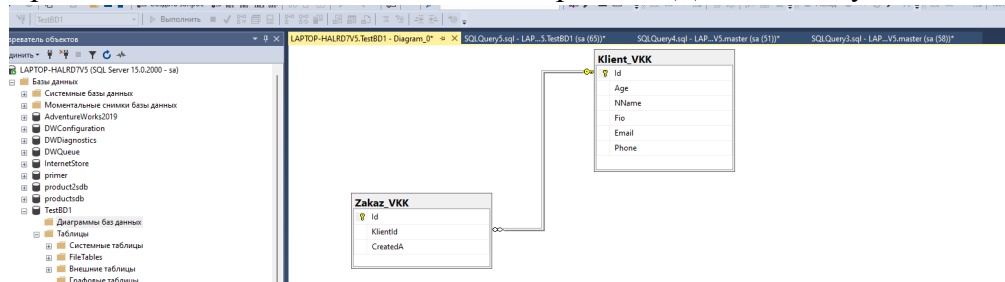 TestBD1
Выполнить
LAPTOP-HALRD7V5.TestBD1 - Diagram_0*
SQLQuery5.sql - LAP...5.TestBD1 (sa (65))*
SQLQuery4.sql - LAP...V5.master (sa (51))*
SQLQuery3.sql - LAP...V5.master (sa (58))*
LAPTOP-HALRD7V5 (SQL Server 15.0.2000 - sa)
Базы данных
Системные базы данных
Моментальные снимки базы данных
AdventureWorks2019
DWConfiguration
DWDiagnostics
DWQueue
InternetStore
primer
product2sdb
productsdb
TestBD1
Диаграммы баз данных
Таблицы
Системные таблицы
FileTables
Внешние таблицы
Графовые таблицы
Klient_VKK
Id
Age
NName
Fio
Email
Phone
Zakaz_VKK
Id
KlientId
CreatedA